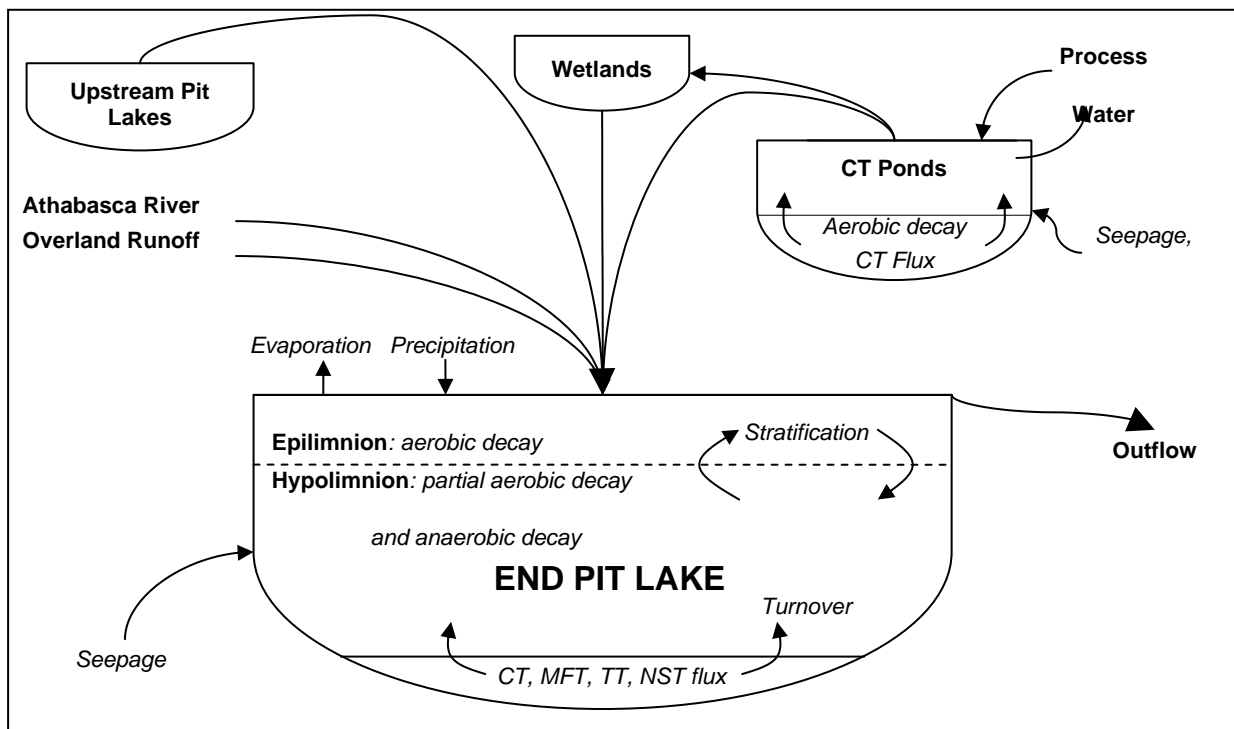 Upstream Pit
Lakes
Wetlands
Process
Water
CT Ponds
Aerobic decay
CT Flux
Seepage,
Athabasca River
Overland Runoff
Evaporation
Precipitation
Epilimnion: aerobic decay
Stratification
Hypolimnion: partial aerobic decay
and anaerobic decay
Outflow
END PIT LAKE
Turnover
Seepage
CT, MFT, TT, NST flux